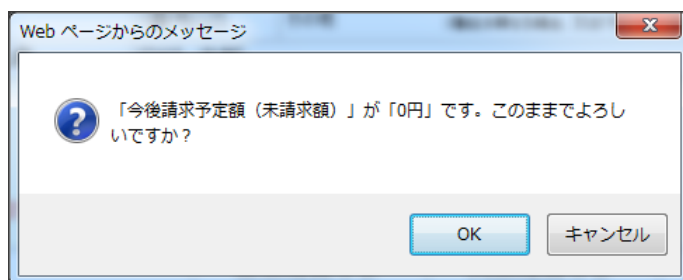 Web ページからのメッセージ
「今後請求予定額（未請求額）」が「0円」です。このままでよろし
いですか？
OK
キャンセル